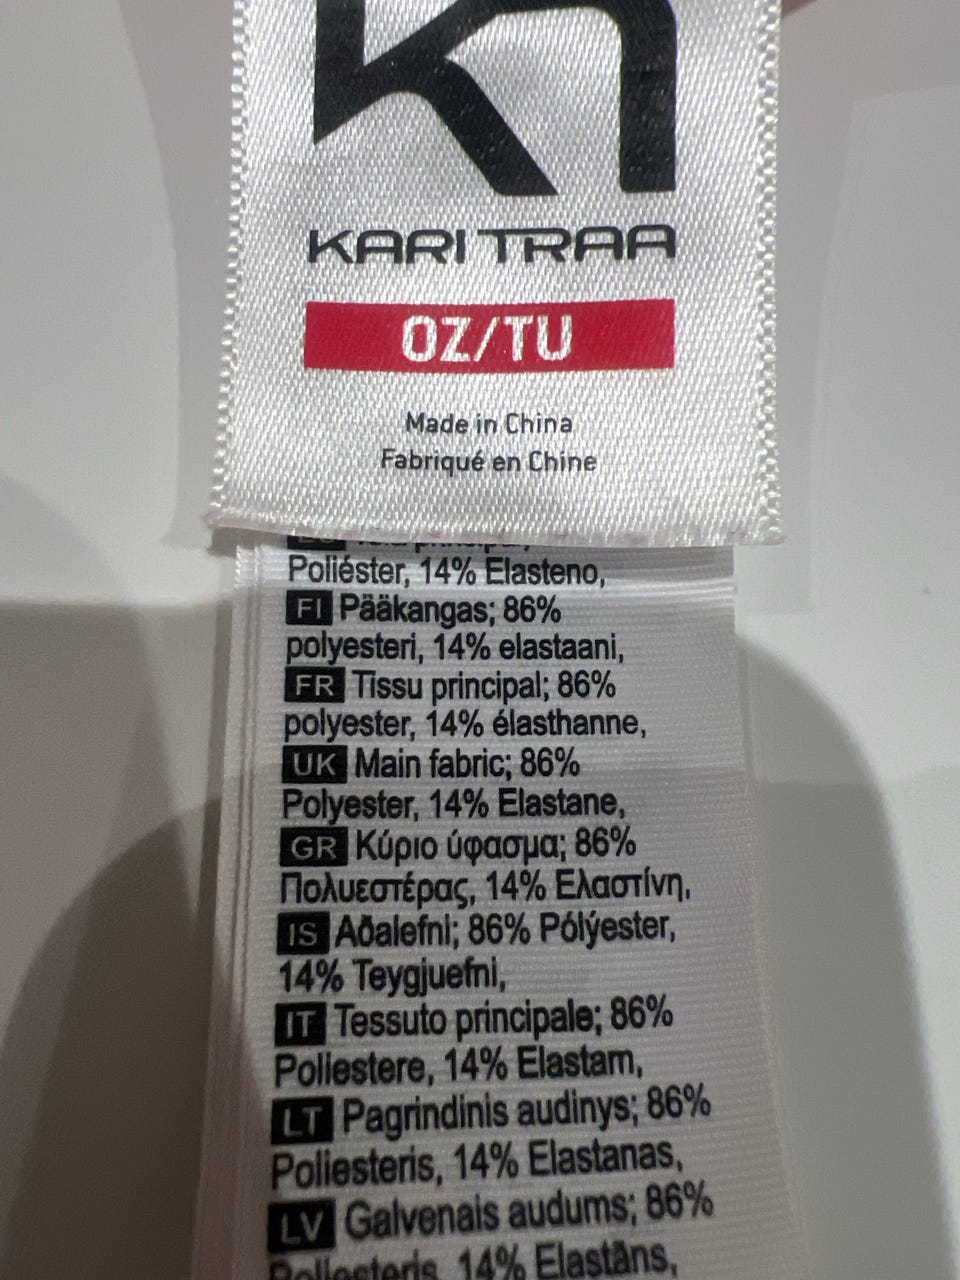 KARI TRAA
OZ/TU
Made in China
Fabriqué en Chine
Poliéster, 14% Elasteno,
FI Pääkangas; 86%
polyesteri, 14% elastaani,
FR Tissu principal; 86%
polyester, 14% élasthanne,
UK Main fabric; 86%
Polyester, 14% Elastane,
GR Κύριο ύφασμα; 86%
Πολυεστέρας, 14% Ελαστίνη,
IS Aðalefni; 86% Pólýester,
14% Teygjuefni,
IT Tessuto principale; 86%
Poliestere, 14% Elastam,
LT Pagrindinis audinys; 86%
Poliesteris, 14% Elastanas,
LV Galvenais audums; 86%
Poliesteris, 14% Elastāns,